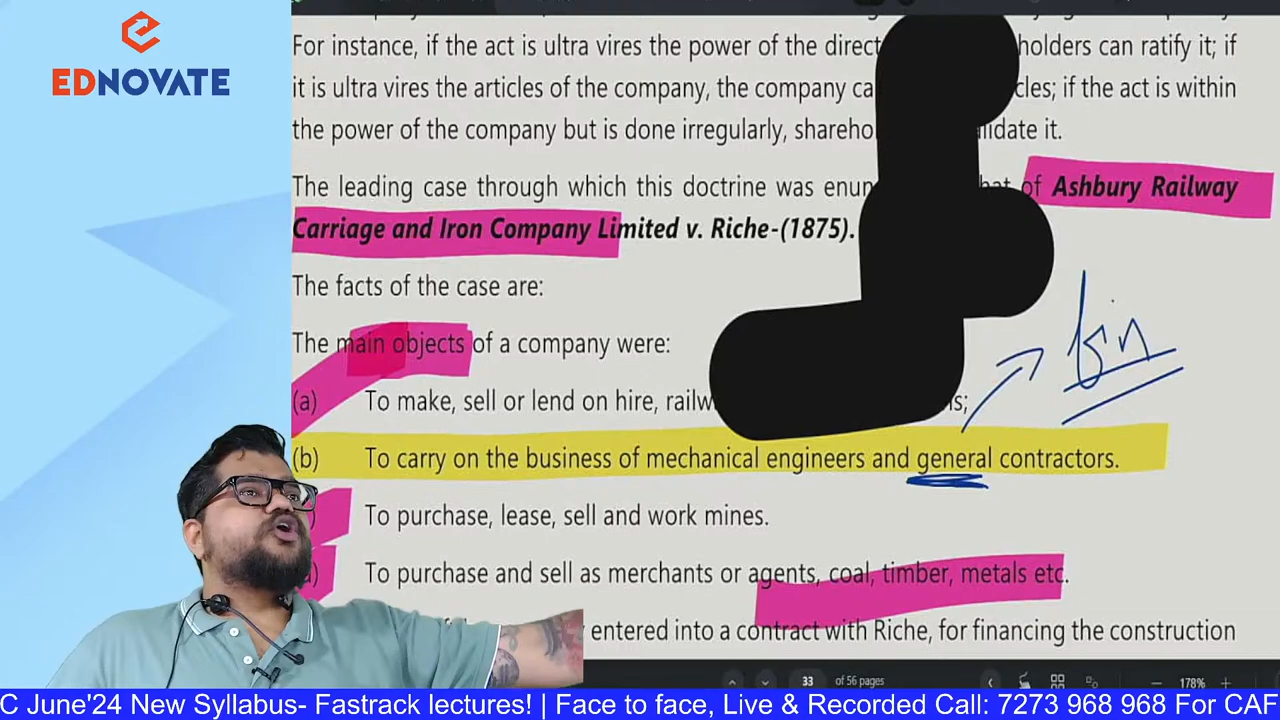 EDNOVATE
For instance, if the act is ultra vires the power of the direct holders can ratify it; if
it is ultra vires the articles of the company, the company ca cles; if the act is within
the power of the company but is done irregularly, shareho lidate it.
The leading case through which this doctrine was enun hat of Ashbury Railway
Carriage and Iron Company Limited v. Riche-(1875).
The facts of the case are:
The main objects of a company were:
(a) To make, sell or lend on hire, railw s;
fin
(b) To carry on the business of mechanical engineers and general contractors.
To purchase, lease, sell and work mines.
To purchase and sell as merchants or agents, coal, timber, metals etc.
entered into a contract with Riche, for financing the construction
33 of 56 pages 178%
C June'24 New Syllabus- Fastrack lectures! | Face to face, Live & Recorded Call: 7273 968 968 For CAF